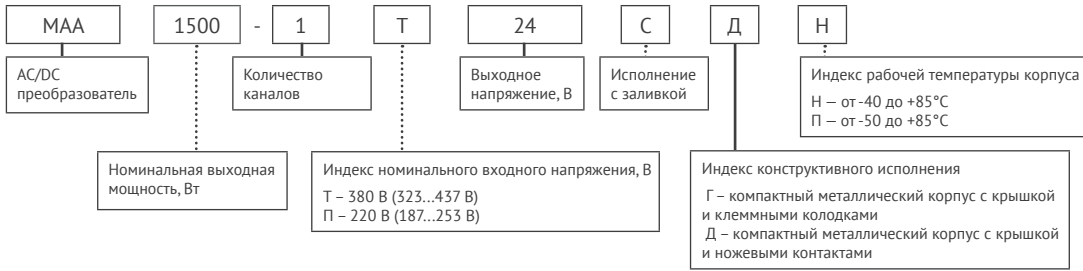 МАА 1500 - 1 Т 24 С Д Н
АС/DC
преобразователь
Количество
каналов
Выходное
напряжение, В
Исполнение
с заливкой
Индекс рабочей температуры корпуса
Н — от -40 до +85°С
П — от -50 до +85°С
Номинальная выходная
мощность, Вт
Индекс номинального входного напряжения, В
Т – 380 В (323...437 В)
П – 220 В (187...253 В)
Индекс конструктивного исполнения
Г – компактный металлический корпус с крышкой
и клеммными колодками
Д – компактный металлический корпус с крышкой
и ножевыми контактами